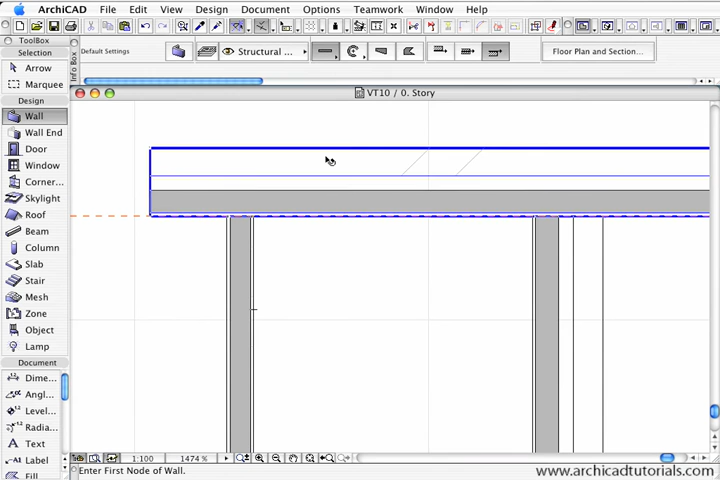 ArchiCAD File Edit View Design Document Options Teamwork Window Help
ToolBox
Selection
Arrow
Marquee
Design
Wall
Wall End
Door
Window
Corner...
Skylight
Roof
Beam
Column
Slab
Stair
Mesh
Zone
Object
Lamp
Document
Dime...
Angl...
Level...
Radia...
Text
Label
Fill
Info Box
Default Settings
Structural ...
Floor Plan and Section...
VT10 / 0. Story
1:100
1474 %
Enter First Node of Wall.
www.archicadtutorials.com